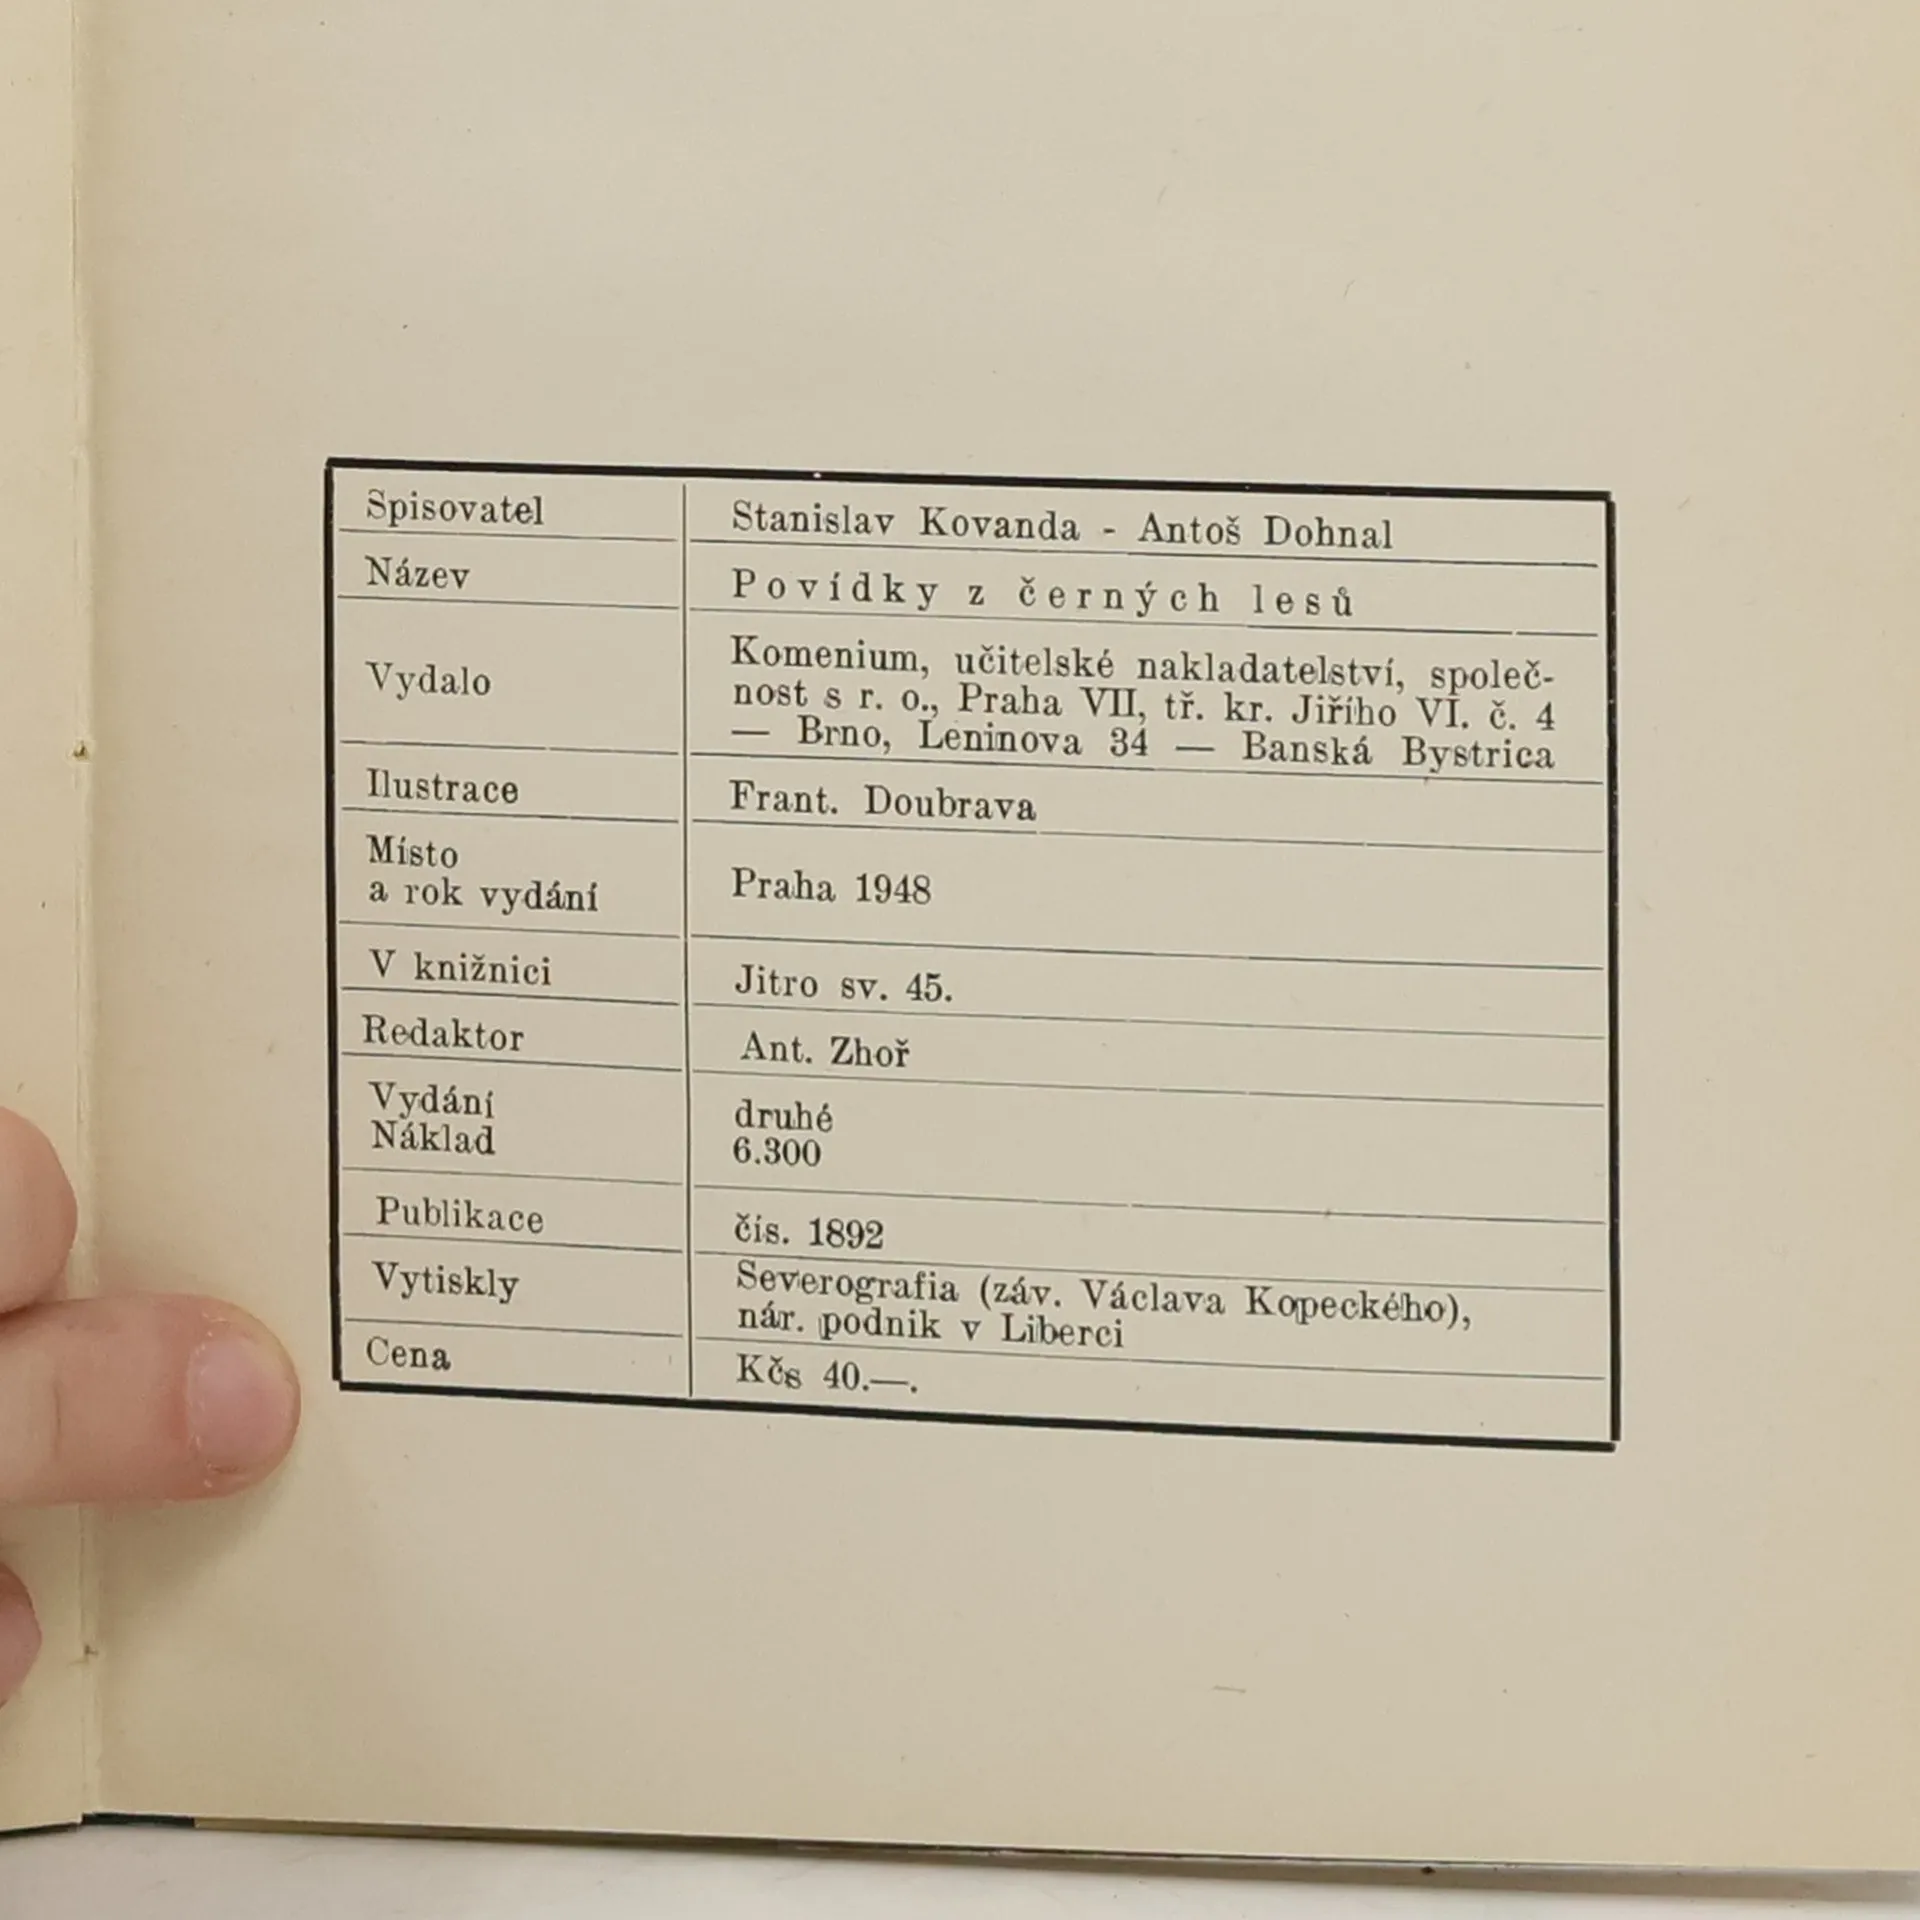 Spisovatel Stanislav Kovanda - Antoš Dohnal
Název Povídky z černých lesů
Vydalo Komenium, učitelské nakladatelství, společ-
nost s r. o., Praha VII, tř. kr. Jiřího VI. č. 4
— Brno, Leninova 34 — Banská Bystrica
Ilustrace Frant. Doubrava
Místo
a rok vydání Praha 1948
V knižnici Jitro sv. 45.
Redaktor Ant. Zhoř
Vydání druhé
Náklad 6.300
Publikace čís. 1892
Vytiskly Severografia (záv. Václava Kopeckého),
nár. podnik v Liberci
Cena Kčs 40.—.